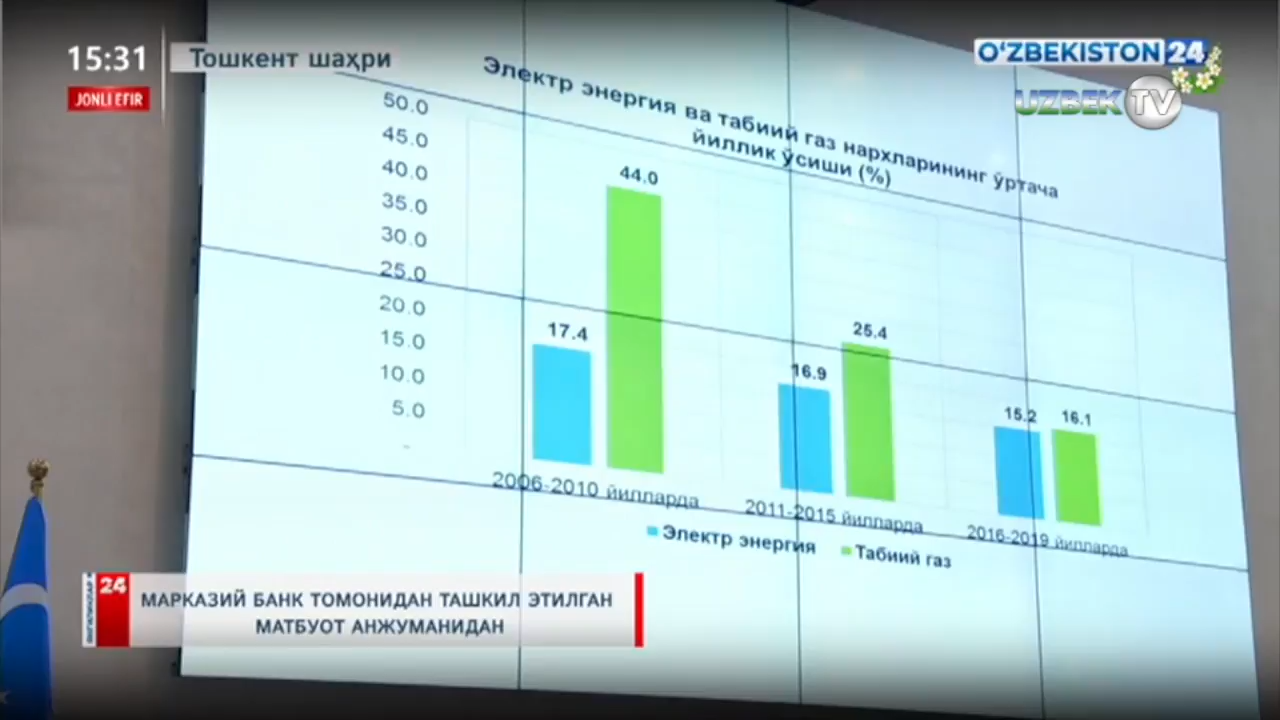 15:31
JONLI EFIR
Тошкент шаҳри
O‘ZBEKISTON 24
UZBEK TV
Электр энергия ва табиий газ нархларининг ўртача
йиллик ўсиши (%)
50.0
45.0
40.0
35.0
30.0
25.0
20.0
15.0
10.0
5.0
-
17.4
44.0
16.9
25.4
15.2
16.1
2006-2010 йилларда
2011-2015 йилларда
2016-2019 йилларда
Электр энергия
Табиий газ
24
МАРКАЗИЙ БАНК ТОМОНИДАН ТАШКИЛ ЭТИЛГАН
МАТБУОТ АНЖУМАНИДАН